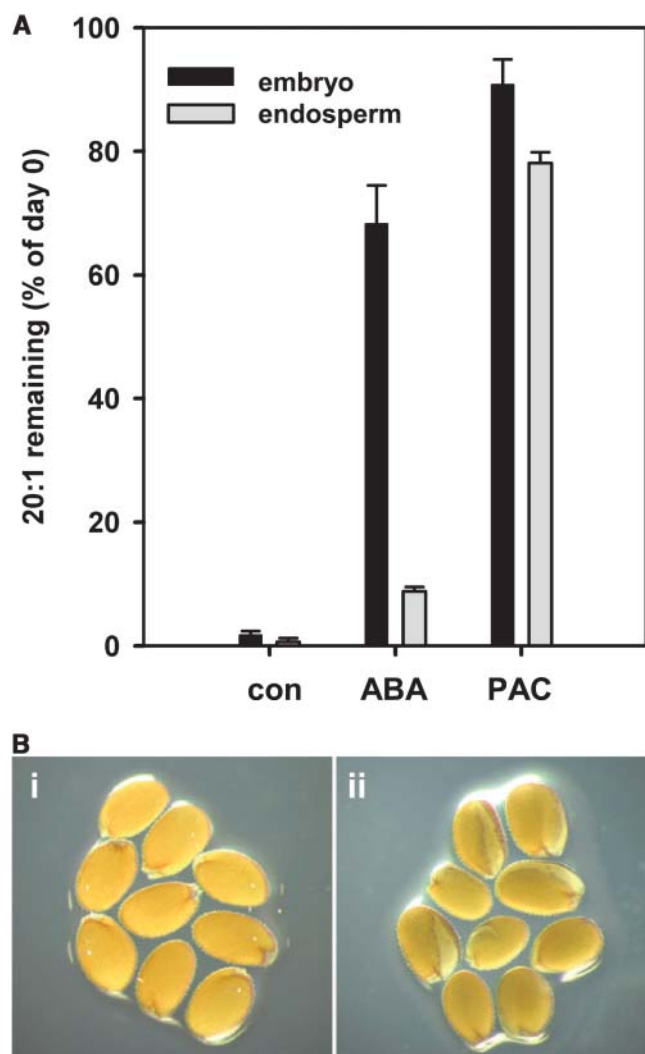 A
100
80
60
40
20
0
20:1 remaining (% of day 0)
embryo
endosperm
con ABA PAC
B
i ii